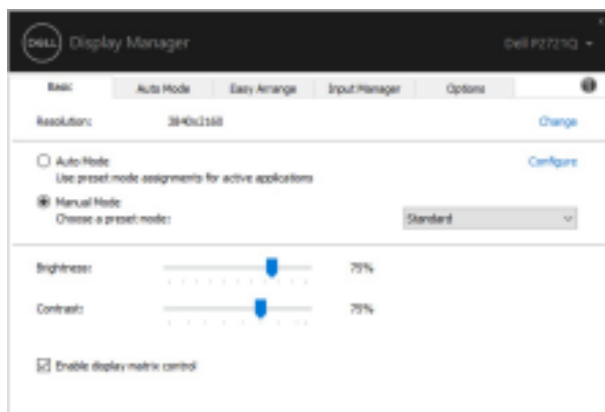 DELL Display Manager
Dell P2721Q
Basic Auto Mode Easy Arrange Input Manager Options
Resolution: 3840x2160 Change
Auto Mode Configure
Use preset mode assignments for active applications
Manual Mode
Choose a preset mode: Standard
Brightness: 75%
Contrast: 75%
Enable display matrix control